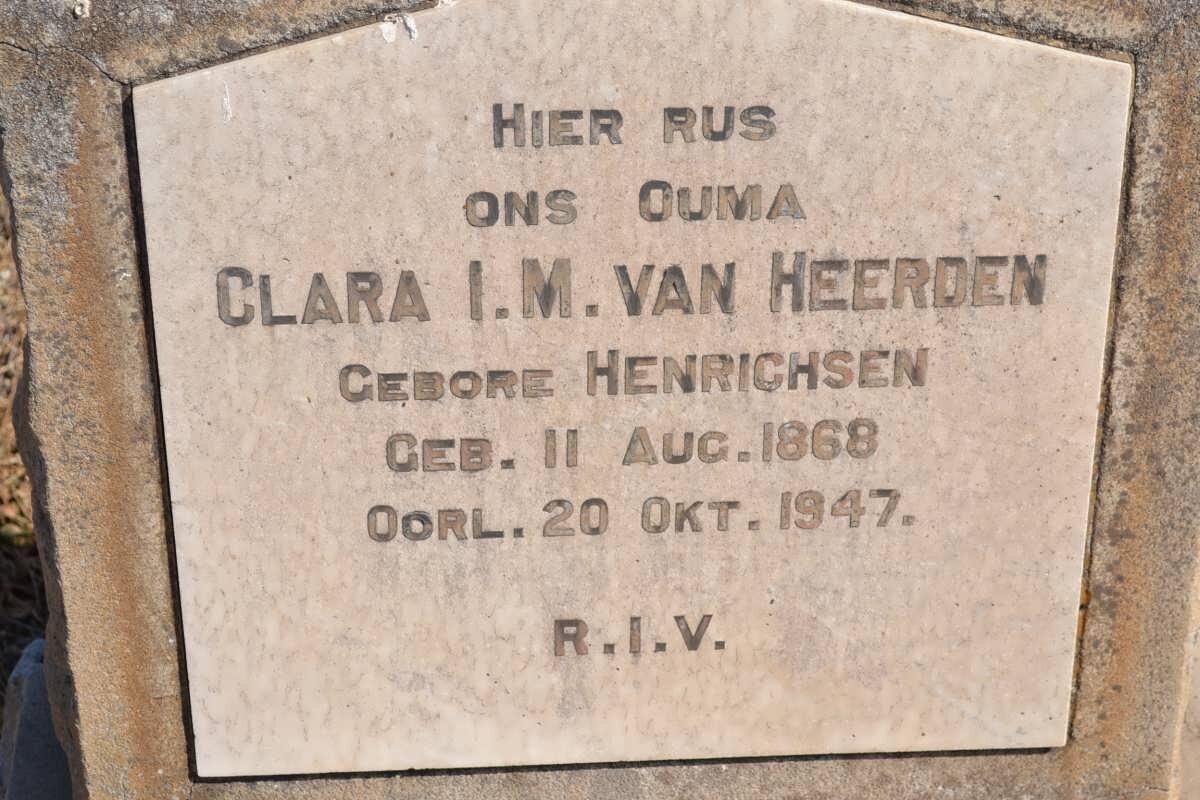 HIER RUS
ONS OUMA
CLARA I.M. VAN HEERDEN
GEBORE HENRICHSEN
GEB. 11 AUG. 1868
OORL. 20 OKT. 1947.
R.I.V.